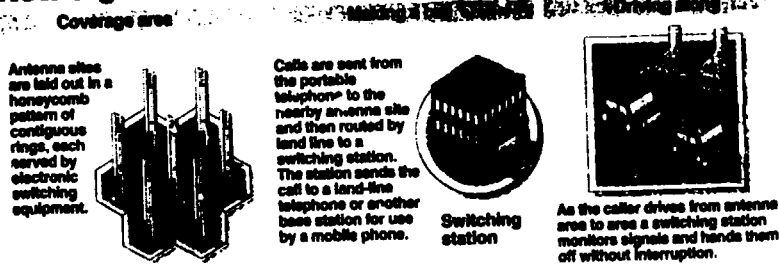 Coverage area
Antenna sites
are laid out in a
honeycomb
pattern of
contiguous
rings, each
served by
electronic
switching
equipment.
Making a
Calls are sent from
the portable
telephone to the
nearby antenna site
and then routed by
land line to a
switching station.
The station sends the
call to a land-line
telephone or another
base station for use
by a mobile phone.
Switching
station
Driving along
As the caller drives from antenna
area to area a switching station
monitors signals and hands them
off without interruption.